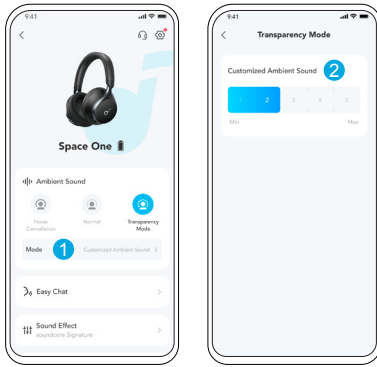 9:41
Space One
Ambient Sound
Noise
Cancellation
Normal
Transparency
Mode
Mode
1
Customized Ambient Sound
Easy Chat
Sound Effect
soundcore Signature
9:41
Transparency Mode
Customized Ambient Sound
2
1 2 3 4 5
Min Max